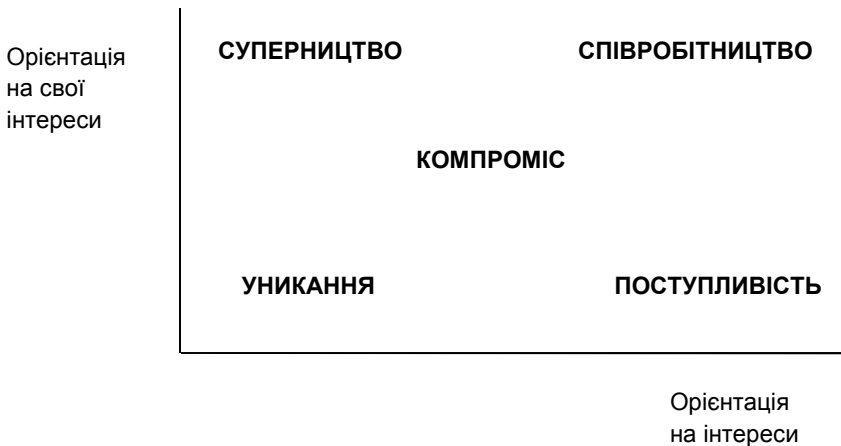 Орієнтація
на свої
інтереси
СУПЕРНИЦТВО
СПІВРОБІТНИЦТВО
КОМПРОМІС
УНИКАННЯ
ПОСТУПЛИВІСТЬ
Орієнтація
на інтереси